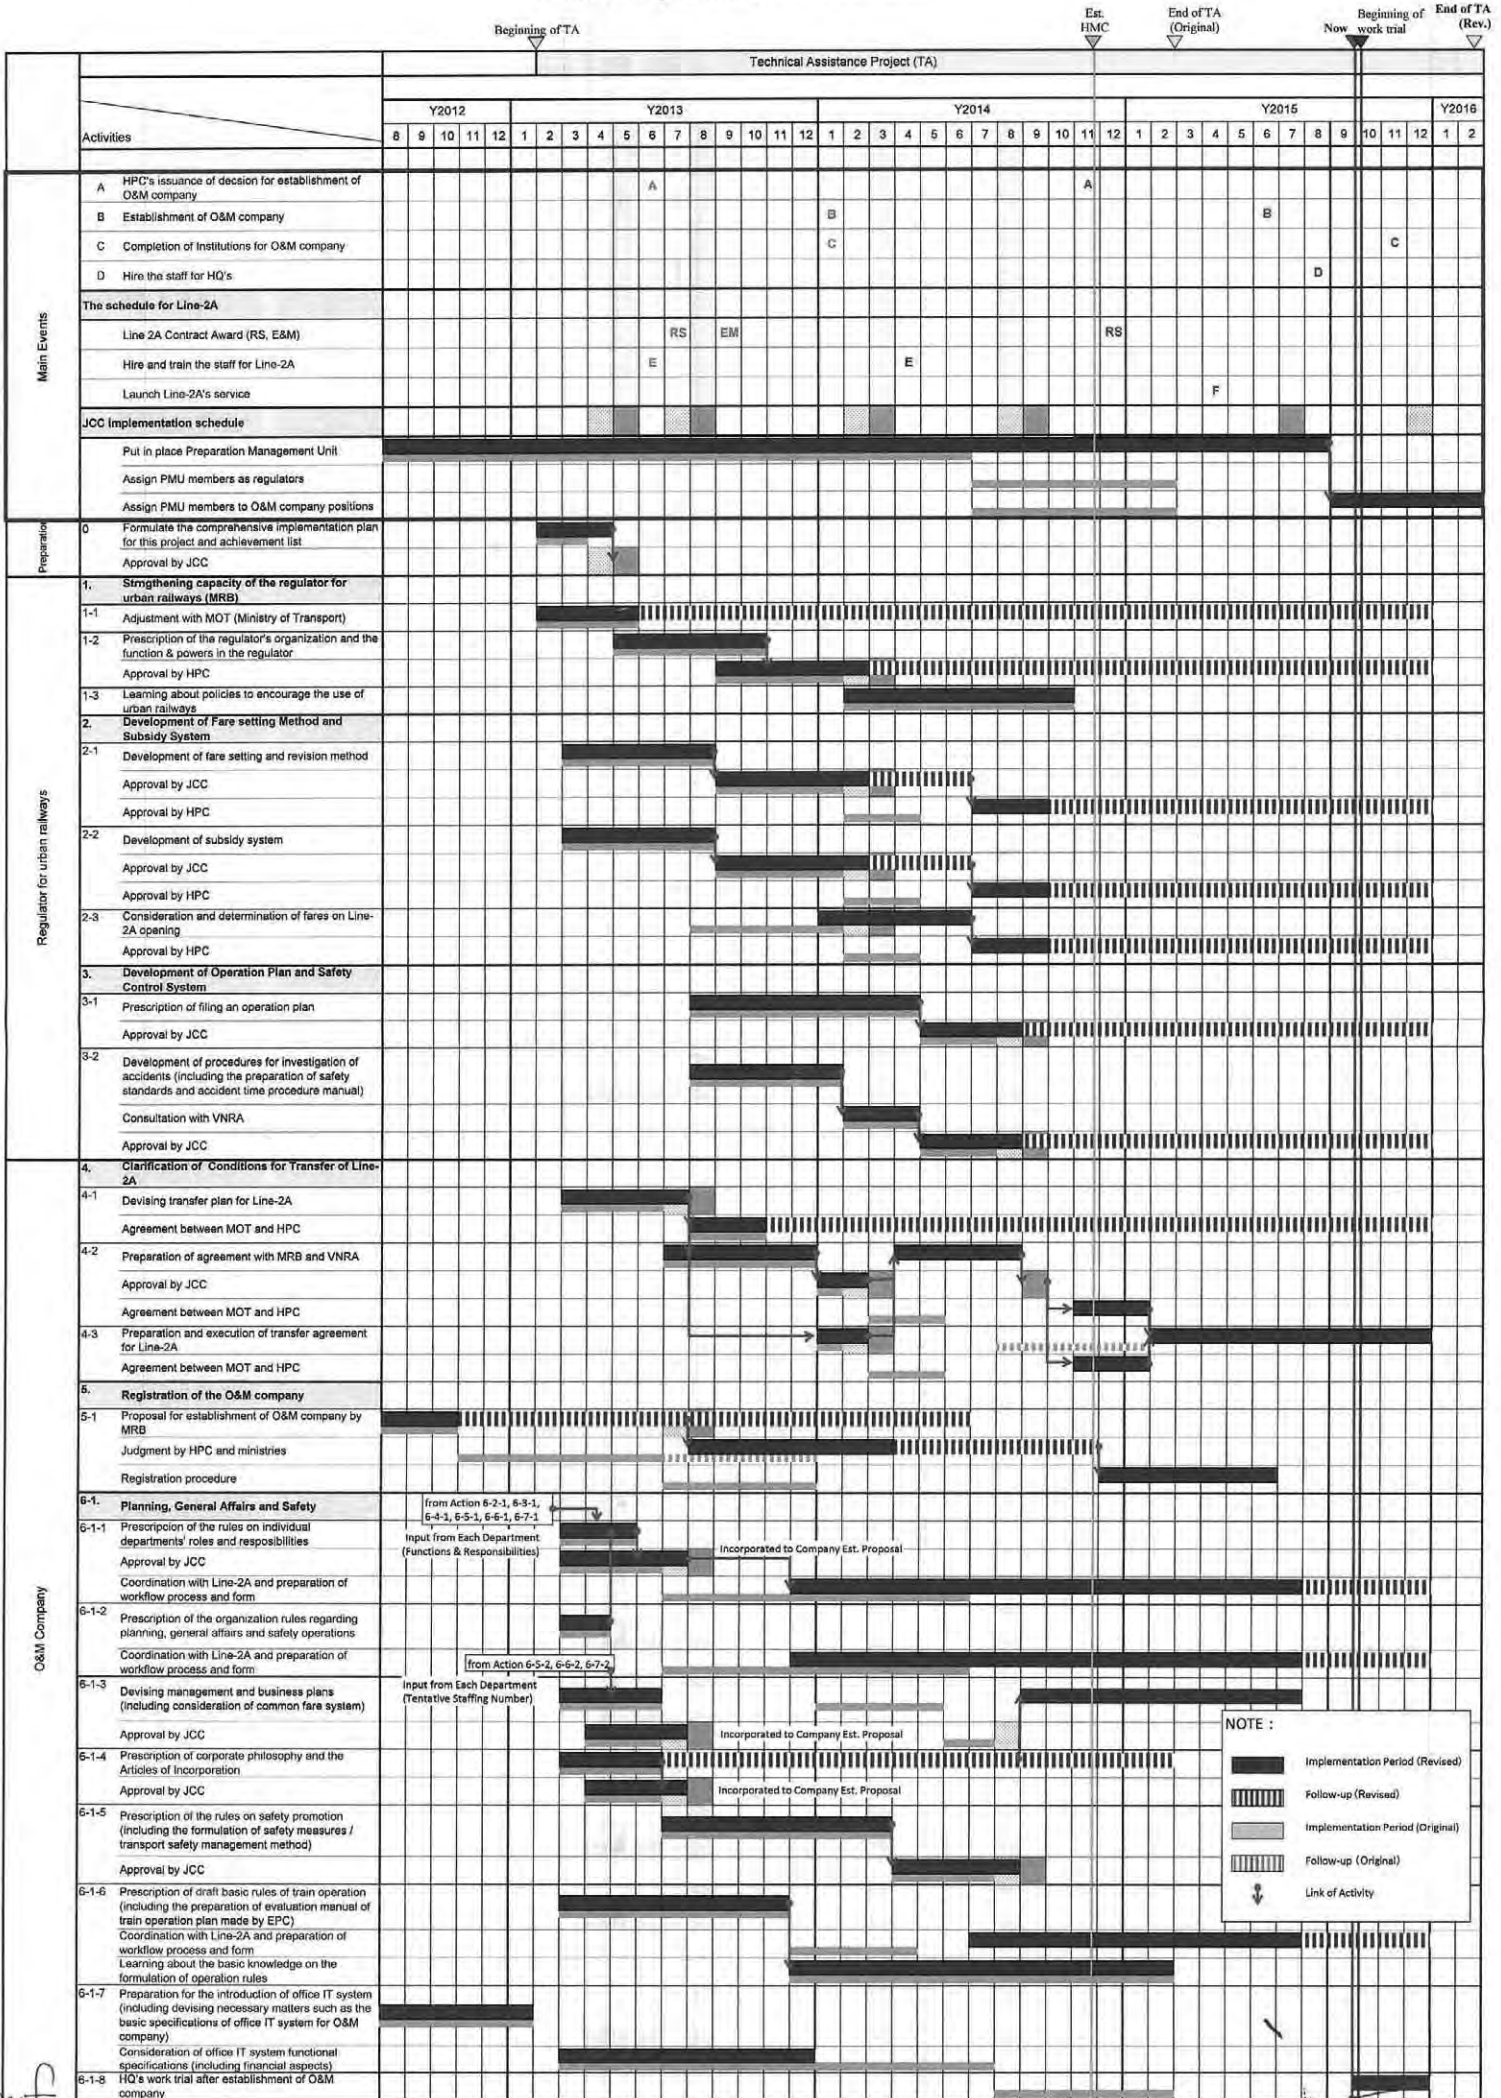 Beginning of TA
Est.
HMC
End of TA
(Original)
Now
Beginning of
work trial
End of TA
(Rev.)
Technical Assistance Project (TA)
Activities
Y2012 Y2013 Y2014 Y2015 Y2016
8 9 10 11 12 1 2 3 4 5 6 7 8 9 10 11 12 1 2 3 4 5 6 7 8 9 10 11 12 1 2 3 4 5 6 7 8 9 10 11 12 1 2
Main Events
A HPC's issuance of decsion for establishment of
O&M company
A A
B Establishment of O&M company B B
C Completion of Institutions for O&M company C C
D Hire the staff for HQ's D
The schedule for Line-2A
Line 2A Contract Award (RS, E&M) RS EM RS
Hire and train the staff for Line-2A E E
Launch Line-2A's service F
JCC Implementation schedule
Put in place Preparation Management Unit
Assign PMU members as regulators
Assign PMU members to O&M company positions
Preparation
0 Formulate the comprehensive implementation plan
for this project and achievement list
Approval by JCC
Regulator for urban railways
1. Strngthening capacity of the regulator for
urban railways (MRB)
1-1 Adjustment with MOT (Ministry of Transport)
1-2 Prescription of the regulator's organization and the
function & powers in the regulator
Approval by HPC
1-3 Learning about policies to encourage the use of
urban railways
2. Development of Fare setting Method and
Subsidy System
2-1 Development of fare setting and revision method
Approval by JCC
Approval by HPC
2-2 Development of subsidy system
Approval by JCC
Approval by HPC
2-3 Consideration and determination of fares on Line-
2A opening
Approval by HPC
3. Development of Operation Plan and Safety
Control System
3-1 Prescription of filing an operation plan
Approval by JCC
3-2 Development of procedures for investigation of
accidents (including the preparation of safety
standards and accident time procedure manual)
Consultation with VNRA
Approval by JCC
O&M Company
4. Clarification of Conditions for Transfer of Line-
2A
4-1 Devising transfer plan for Line-2A
Agreement between MOT and HPC
4-2 Preparation of agreement with MRB and VNRA
Approval by JCC
Agreement between MOT and HPC
4-3 Preparation and execution of transfer agreement
for Line-2A
Agreement between MOT and HPC
5. Registration of the O&M company
5-1 Proposal for establishment of O&M company by
MRB
Judgment by HPC and ministries
Registration procedure
6-1. Planning, General Affairs and Safety
from Action 6-2-1, 6-3-1,
6-4-1, 6-5-1, 6-6-1, 6-7-1
6-1-1 Prescripcion of the rules on individual
departments' roles and resposibilities
Input from Each Department
(Functions & Responsibilities)
Approval by JCC
Incorporated to Company Est. Proposal
Coordination with Line-2A and preparation of
workflow process and form
6-1-2 Prescription of the organization rules regarding
planning, general affairs and safety operations
Coordination with Line-2A and preparation of
workflow process and form
from Action 6-5-2, 6-6-2, 6-7-2
6-1-3 Devising management and business plans
(including consideration of common fare system)
Input from Each Department
(Tentative Staffing Number)
Approval by JCC
Incorporated to Company Est. Proposal
6-1-4 Prescription of corporate philosophy and the
Articles of Incorporation
Approval by JCC
Incorporated to Company Est. Proposal
6-1-5 Prescription of the rules on safety promotion
(including the formulation of safety measures /
transport safety management method)
Approval by JCC
6-1-6 Prescription of draft basic rules of train operation
(including the preparation of evaluation manual of
train operation plan made by EPC)
Coordination with Line-2A and preparation of
workflow process and form
Learning about the basic knowledge on the
formulation of operation rules
6-1-7 Preparation for the introduction of office IT system
(including devising necessary matters such as the
basic specifications of office IT system for O&M
company)
Consideration of office IT system functional
specifications (including financial aspects)
6-1-8 HQ's work trial after establishment of O&M
company
NOTE :
Implementation Period (Revised)
Follow-up (Revised)
Implementation Period (Original)
Follow-up (Original)
Link of Activity